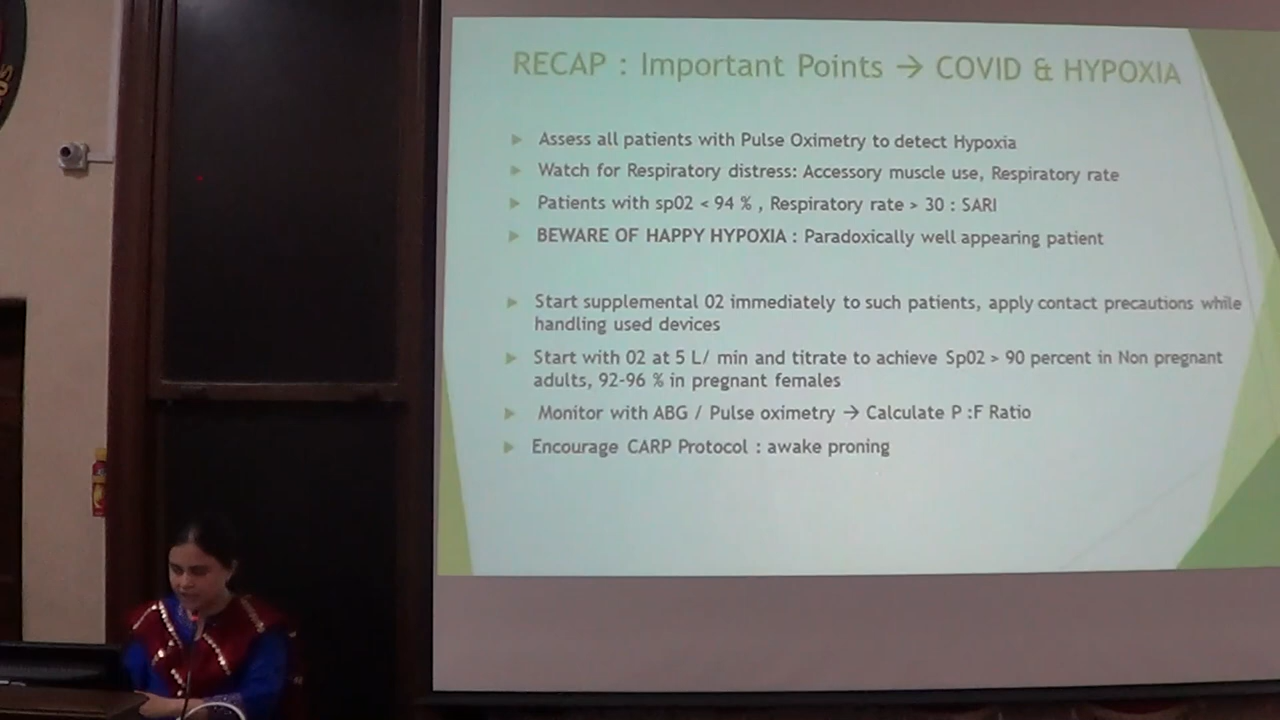 RECAP : Important Points → COVID & HYPOXIA
Assess all patients with Pulse Oximetry to detect Hypoxia
Watch for Respiratory distress: Accessory muscle use, Respiratory rate
Patients with sp02 < 94 % , Respiratory rate > 30 : SARI
BEWARE OF HAPPY HYPOXIA : Paradoxically well appearing patient
Start supplemental 02 immediately to such patients, apply contact precautions while
handling used devices
Start with 02 at 5 L/ min and titrate to achieve Sp02 > 90 percent in Non pregnant
adults, 92-96 % in pregnant females
Monitor with ABG / Pulse oximetry → Calculate P :F Ratio
Encourage CARP Protocol : awake proning